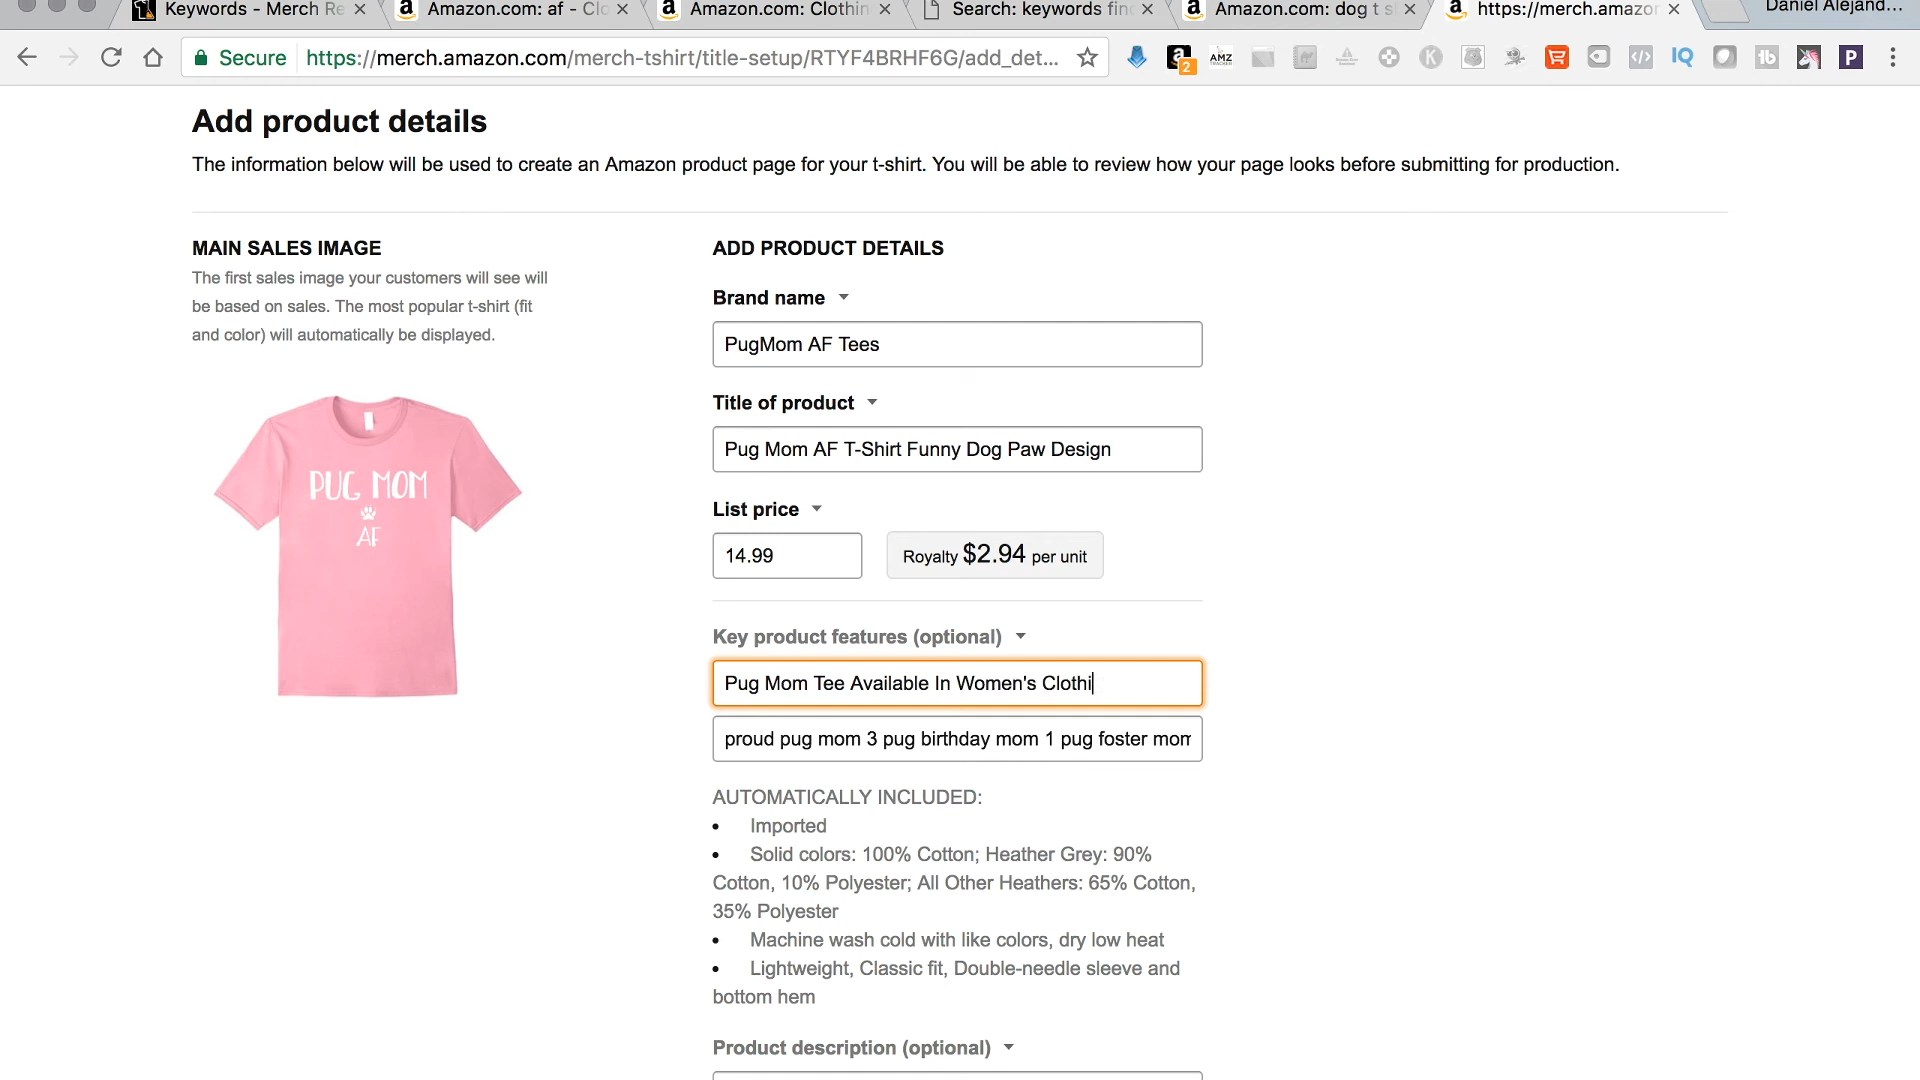 Keywords - Merch Re
Amazon.com: af - Clo
Amazon.com: Clothin
Search: keywords find
Amazon.com: dog t s
https://merch.amazon
Daniel Alejand...
Secure
https://merch.amazon.com/merch-tshirt/title-setup/RTYF4BRHF6G/add_det...
2
AMZ
K
IQ
tb
P
Add product details
The information below will be used to create an Amazon product page for your t-shirt. You will be able to review how your page looks before submitting for production.
MAIN SALES IMAGE
The first sales image your customers will see will
be based on sales. The most popular t-shirt (fit
and color) will automatically be displayed.
PUG MOM
AF
ADD PRODUCT DETAILS
Brand name
PugMom AF Tees
Title of product
Pug Mom AF T-Shirt Funny Dog Paw Design
List price
14.99
Royalty $2.94 per unit
Key product features (optional)
Pug Mom Tee Available In Women's Clothi
proud pug mom 3 pug birthday mom 1 pug foster mom
AUTOMATICALLY INCLUDED:
• Imported
• Solid colors: 100% Cotton; Heather Grey: 90%
Cotton, 10% Polyester; All Other Heathers: 65% Cotton,
35% Polyester
• Machine wash cold with like colors, dry low heat
• Lightweight, Classic fit, Double-needle sleeve and
bottom hem
Product description (optional)